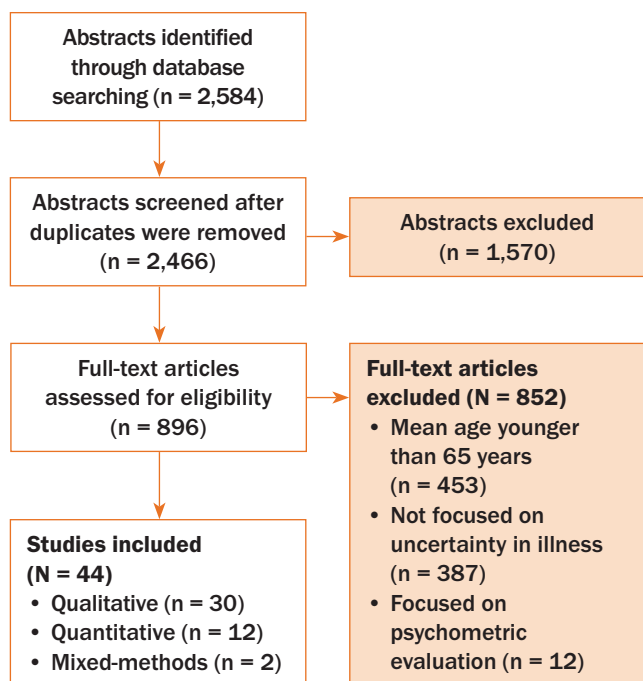 Abstracts identified
through database
searching (n = 2,584)
Abstracts screened after
duplicates were removed
(n = 2,466)
Abstracts excluded
(n = 1,570)
Full-text articles
assessed for eligibility
(n = 896)
Full-text articles
excluded (N = 852)
• Mean age younger
than 65 years
(n = 453)
• Not focused on
uncertainty in illness
(n = 387)
• Focused on
psychometric
evaluation (n = 12)
Studies included
(N = 44)
• Qualitative (n = 30)
• Quantitative (n = 12)
• Mixed-methods (n = 2)